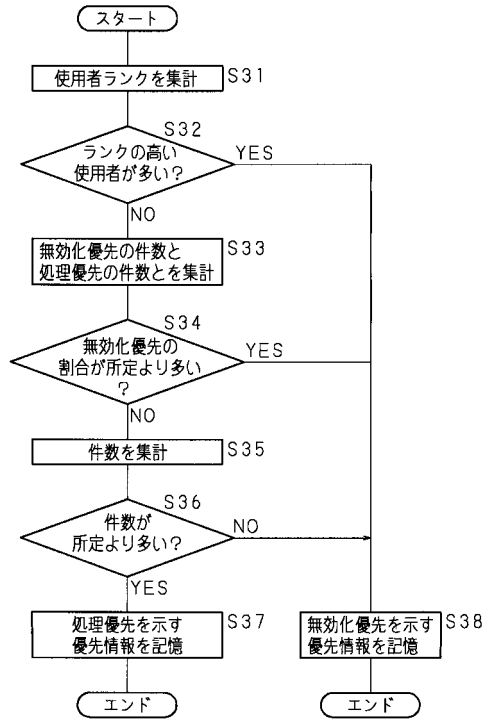 スタート
使用者ランクを集計
S31
S32
ランクの高い
使用者が多い?
YES
NO
無効化優先の件数と
処理優先の件数とを集計
S33
S34
無効化優先の
割合が所定より多い
?
YES
NO
件数を集計
S35
S36
件数が
所定より多い?
NO
YES
処理優先を示す
優先情報を記憶
S37
無効化優先を示す
優先情報を記憶
S38
エンド
エンド